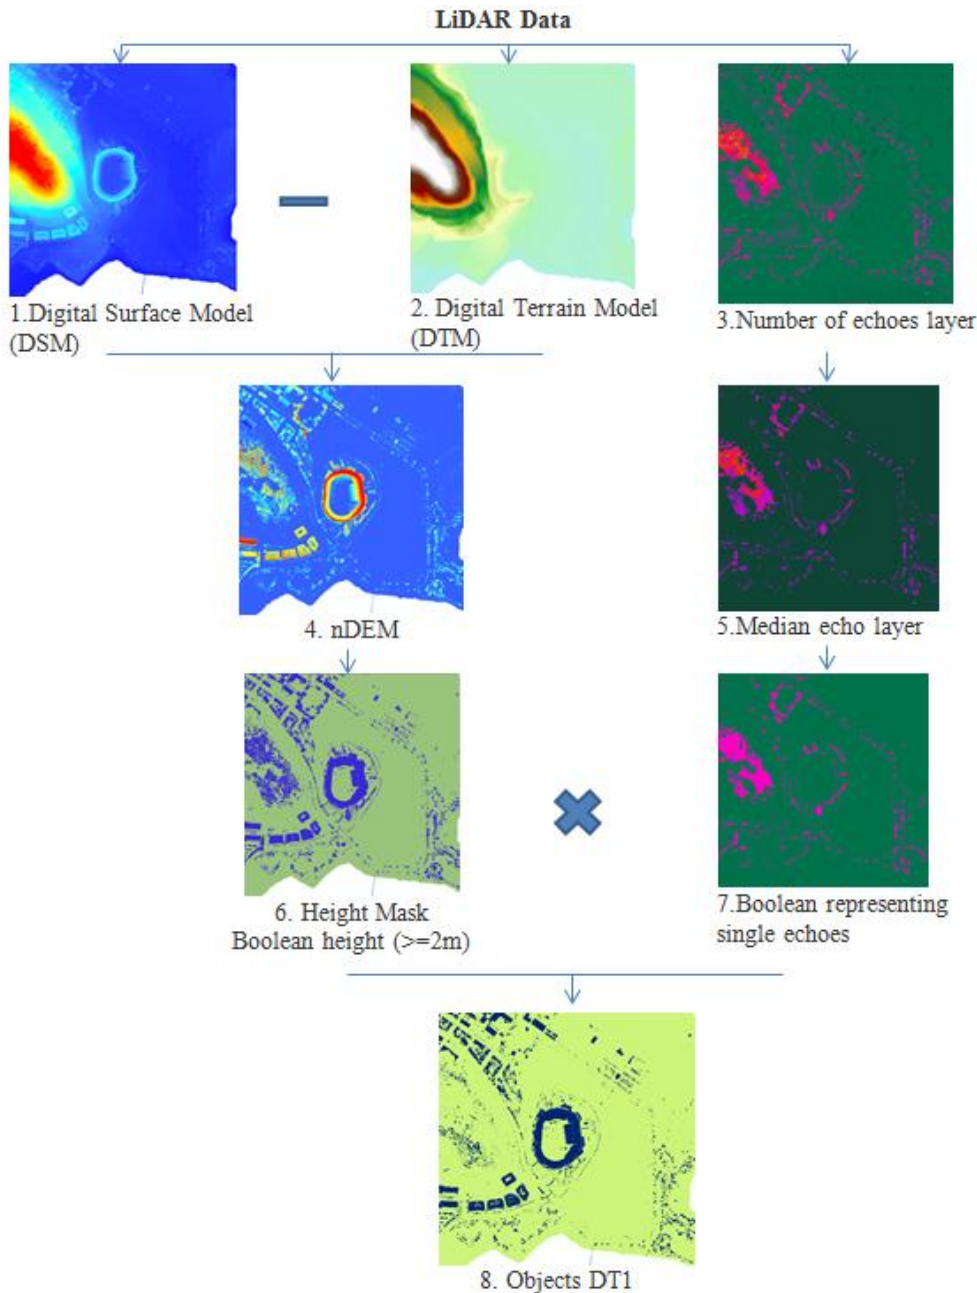 LiDAR Data
1.Digital Surface Model
(DSM)
2. Digital Terrain Model
(DTM)
3.Number of echoes layer
4. nDEM
5.Median echo layer
6. Height Mask
Boolean height (>=2m)
7.Boolean representing
single echoes
8. Objects DT1